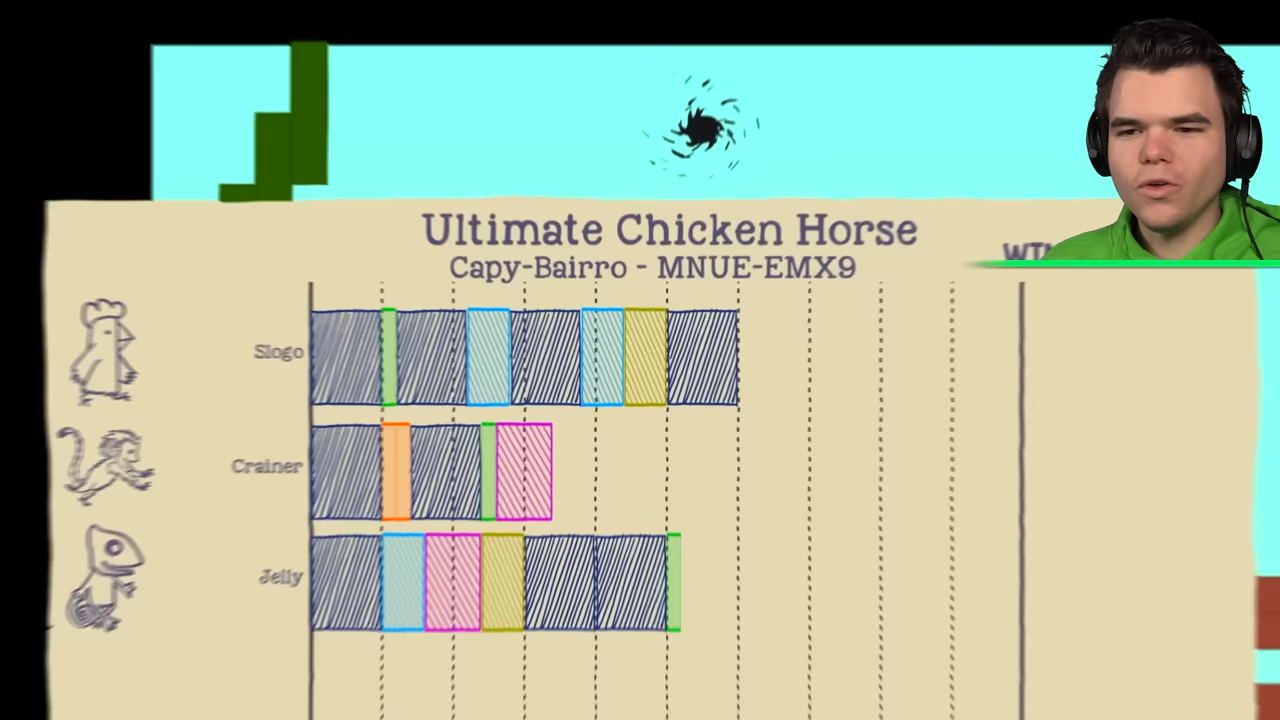 Ultimate Chicken Horse
Capy-Bairro - MNUE-EMX9
Slogo
Crainer
Jelly